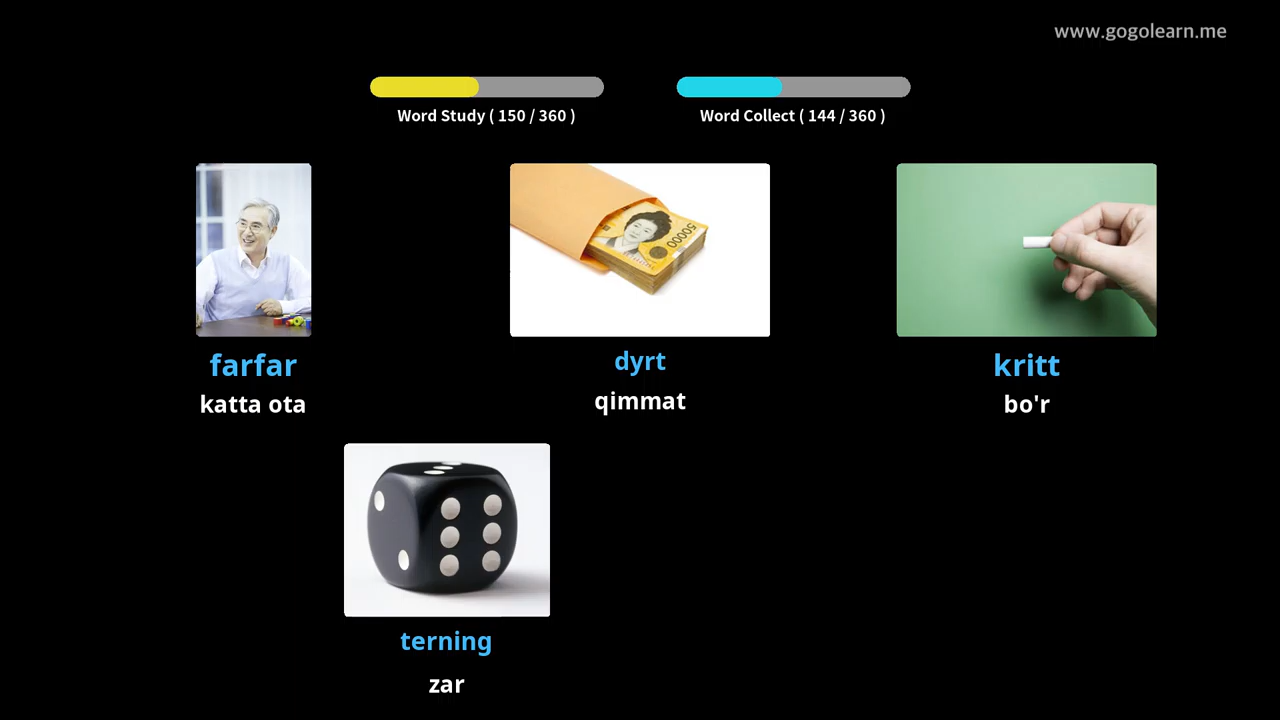 www.gogolearn.me
Word Study ( 150 / 360 )
Word Collect ( 144 / 360 )
50000
farfar
katta ota
dyrt
qimmat
kritt
bo'r
terning
zar